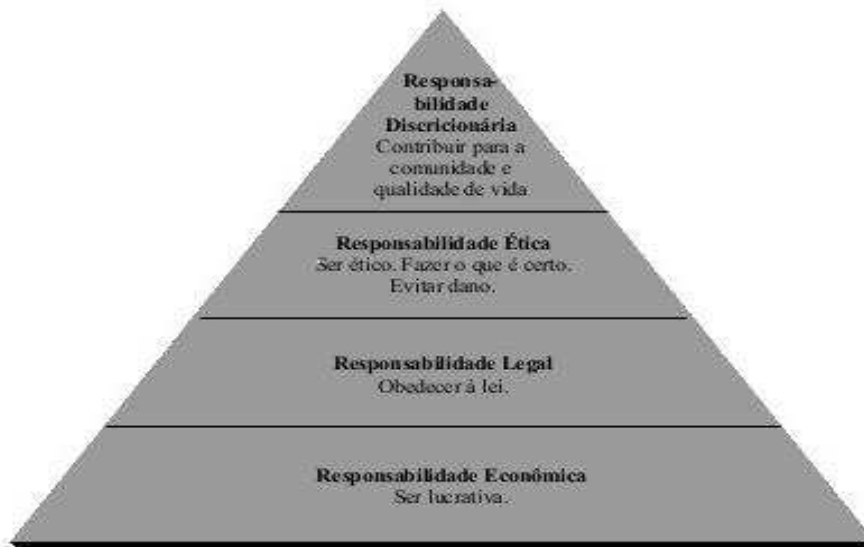 Responsa-
bilidade
Discricionária
Contribuir para a
comunidade e
qualidade de vida
Responsabilidade Ética
Ser ético. Fazer o que é certo.
Evitar dano.
Responsabilidade Legal
Obedecer à lei.
Responsabilidade Econômica
Ser lucrativa.